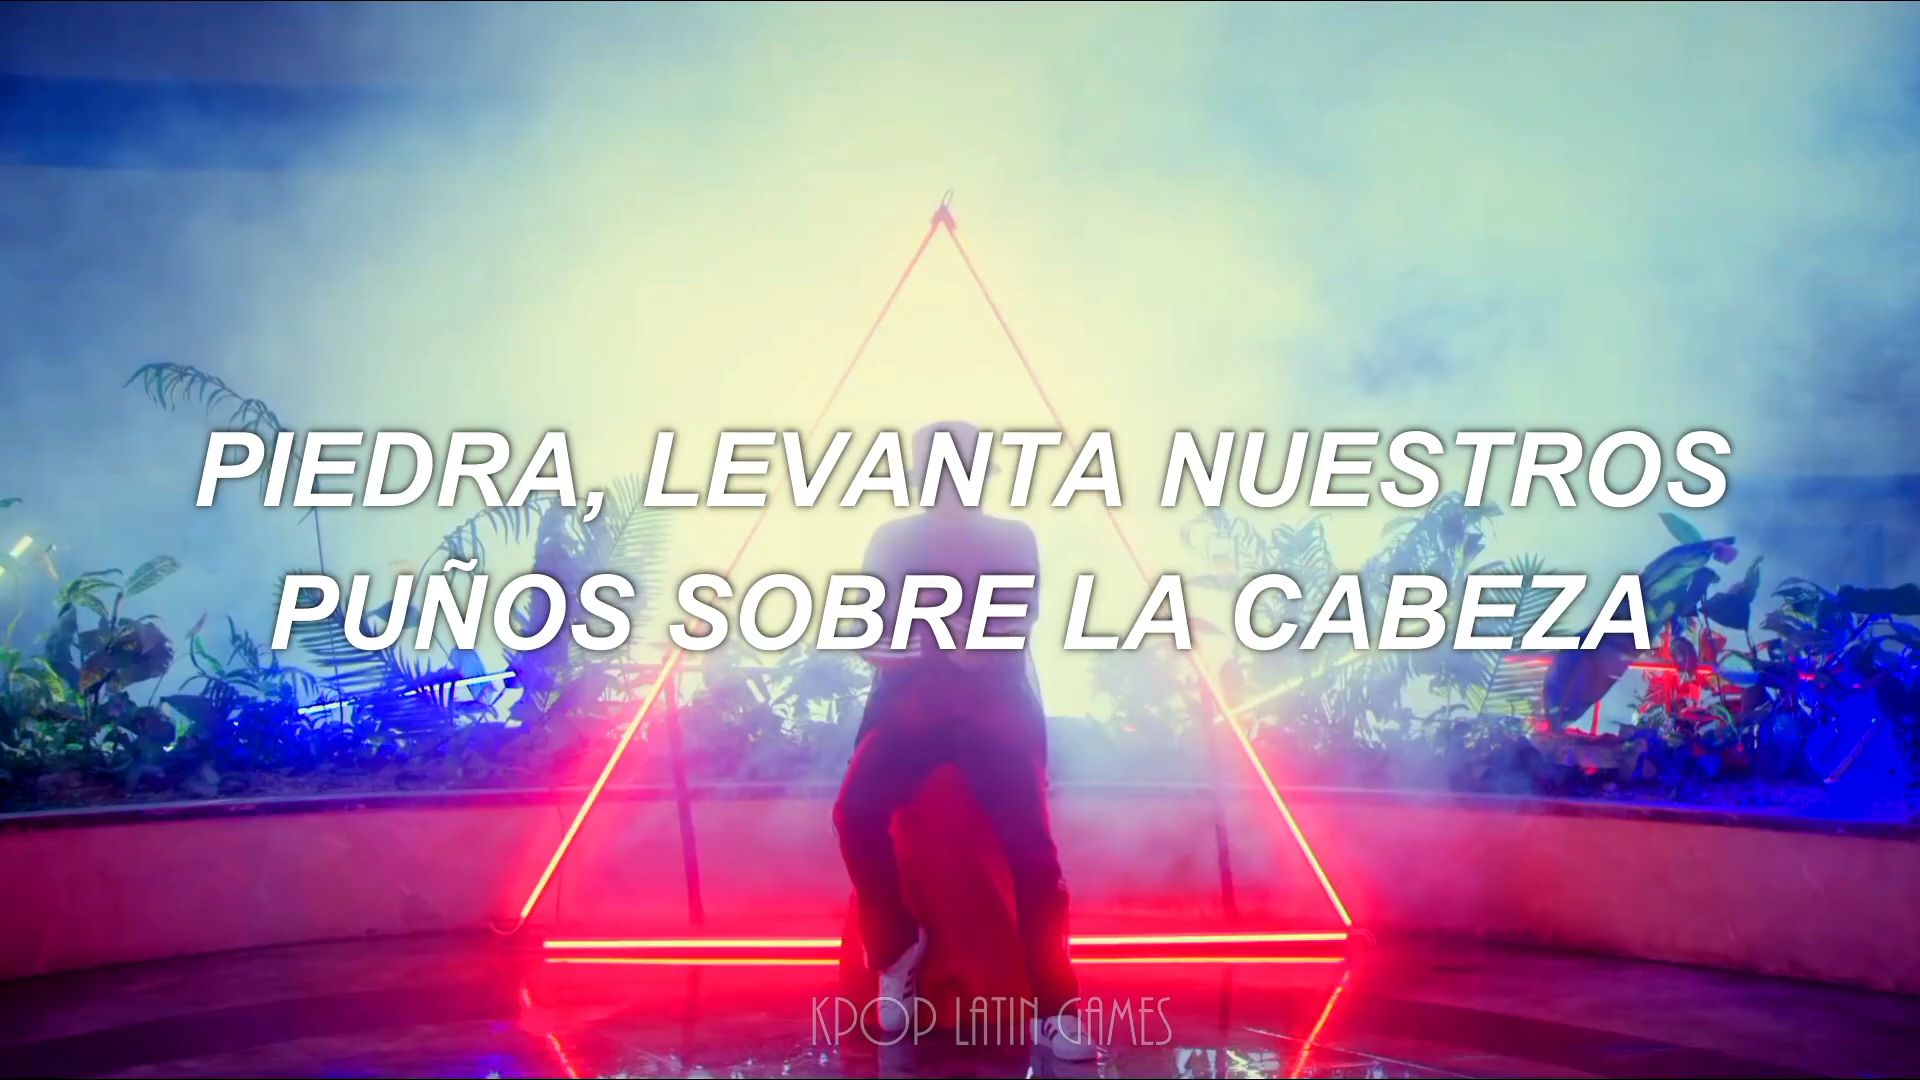 PIEDRA, LEVANTA NUESTROS
PUÑOS SOBRE LA CABEZA
KPOP LATIN GAMES